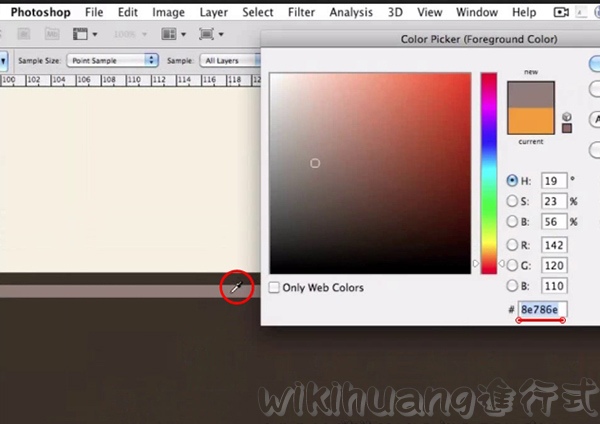 Photoshop File Edit Image Layer Select Filter Analysis 3D View Window Help
100%
Sample Size: Point Sample Sample: All Layers
100 102 104 106 108 110 112 114 116 118 120
Color Picker (Foreground Color)
new
current
H: 19 °
S: 23 %
B: 56 %
R: 142
G: 120
B: 110
Only Web Colors
# 8e786e
wikihuang進行式